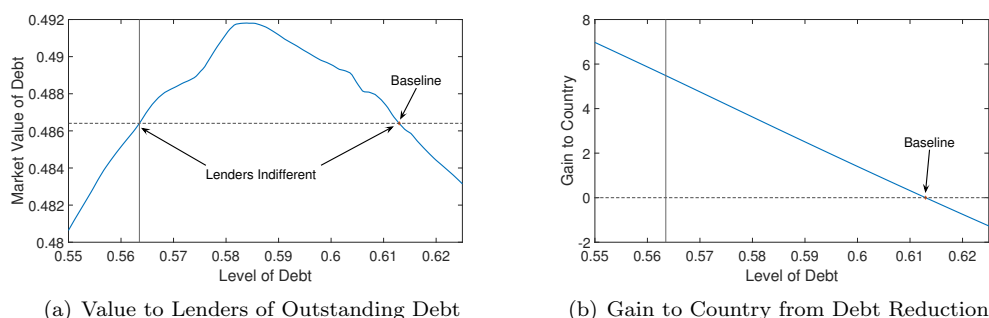 0.492
0.49
0.488
0.486
0.484
0.482
0.48
Market Value of Debt
Baseline
Lenders Indifferent
0.55 0.56 0.57 0.58 0.59 0.6 0.61 0.62
Level of Debt
(a) Value to Lenders of Outstanding Debt
8
6
4
2
0
-2
Gain to Country
Baseline
0.55 0.56 0.57 0.58 0.59 0.6 0.61 0.62
Level of Debt
(b) Gain to Country from Debt Reduction